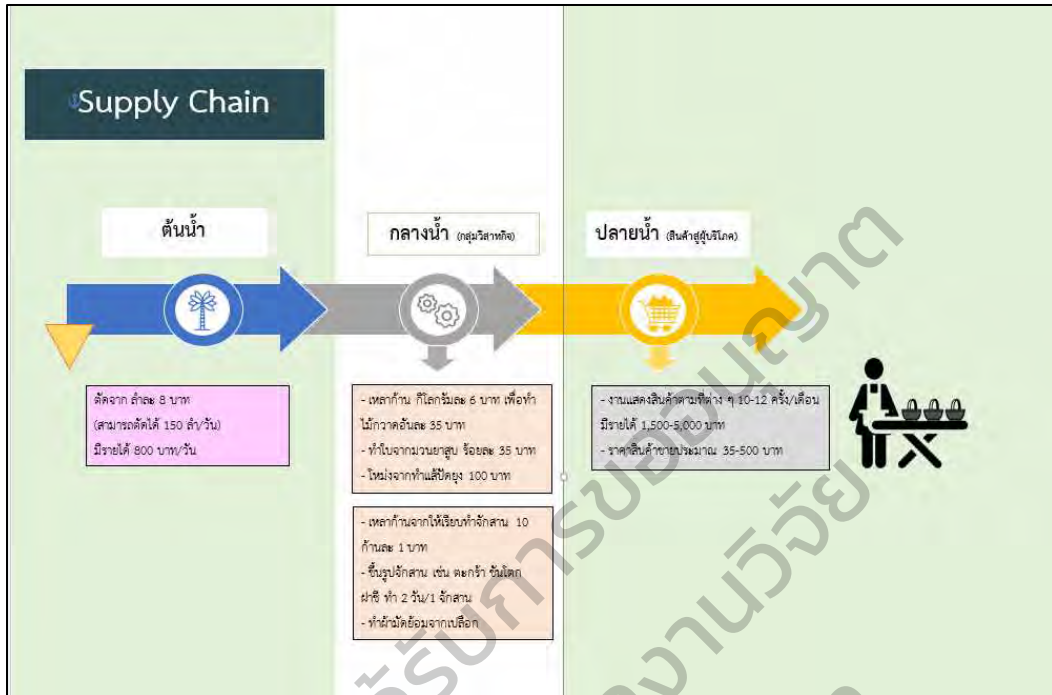 Supply Chain
ต้นน้ำ
กลางน้ำ (กลุ่มวิสาหกิจ)
ปลายน้ำ (สินค้าสู่ผู้บริโภค)
ตัดจาก ลำละ 8 บาท
(สามารถตัดได้ 150 ลำ/วัน)
มีรายได้ 800 บาท/วัน
- เหลาก้าน กิโลกรัมละ 6 บาท เพื่อทำ
ไม้กวาดอันละ 35 บาท
- ทำใบจากมวนยาสูบ ร้อยละ 35 บาท
- โหม่งจากทำแส้ปัดยุง 100 บาท
- เหลาก้านจากให้เรียบทำจักสาน 10
ก้านละ 1 บาท
- ขึ้นรูปจักสาน เช่น ตะกร้า ขันโตก
ฝาชี ทำ 2 วัน/1 จักสาน
- ทำผ้ามัดย้อมจากเปลือก
- งานแสดงสินค้าตามที่ต่าง ๆ 10-12 ครั้ง/เดือน
มีรายได้ 1,500-5,000 บาท
- ราคาสินค้าขายประมาณ 35-500 บาท